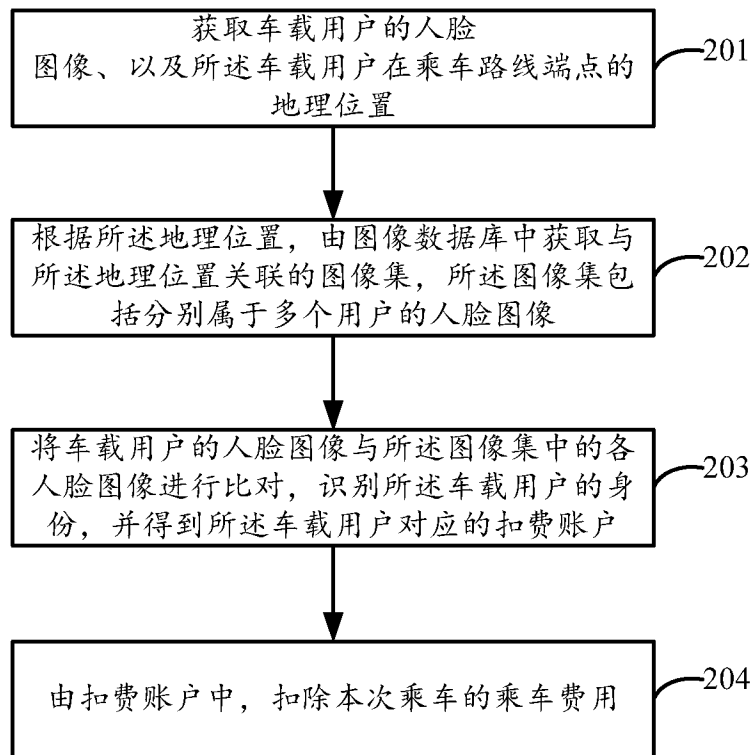 获取车载用户的人脸
图像、以及所述车载用户在乘车路线端点的
地理位置
201
根据所述地理位置，由图像数据库中获取与
所述地理位置关联的图像集，所述图像集包
括分别属于多个用户的人脸图像
202
将车载用户的人脸图像与所述图像集中的各
人脸图像进行比对，识别所述车载用户的身
份，并得到所述车载用户对应的扣费账户
203
由扣费账户中，扣除本次乘车的乘车费用
204